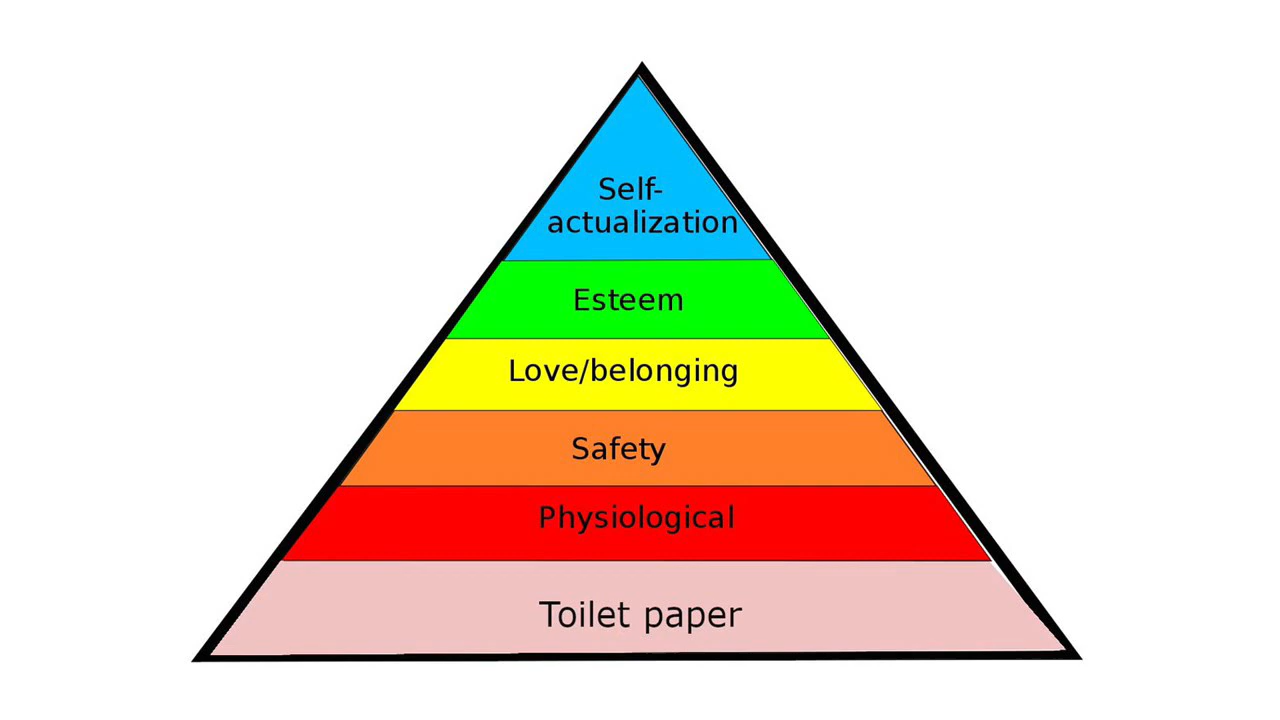 Self-
actualization
Esteem
Love/belonging
Safety
Physiological
Toilet paper